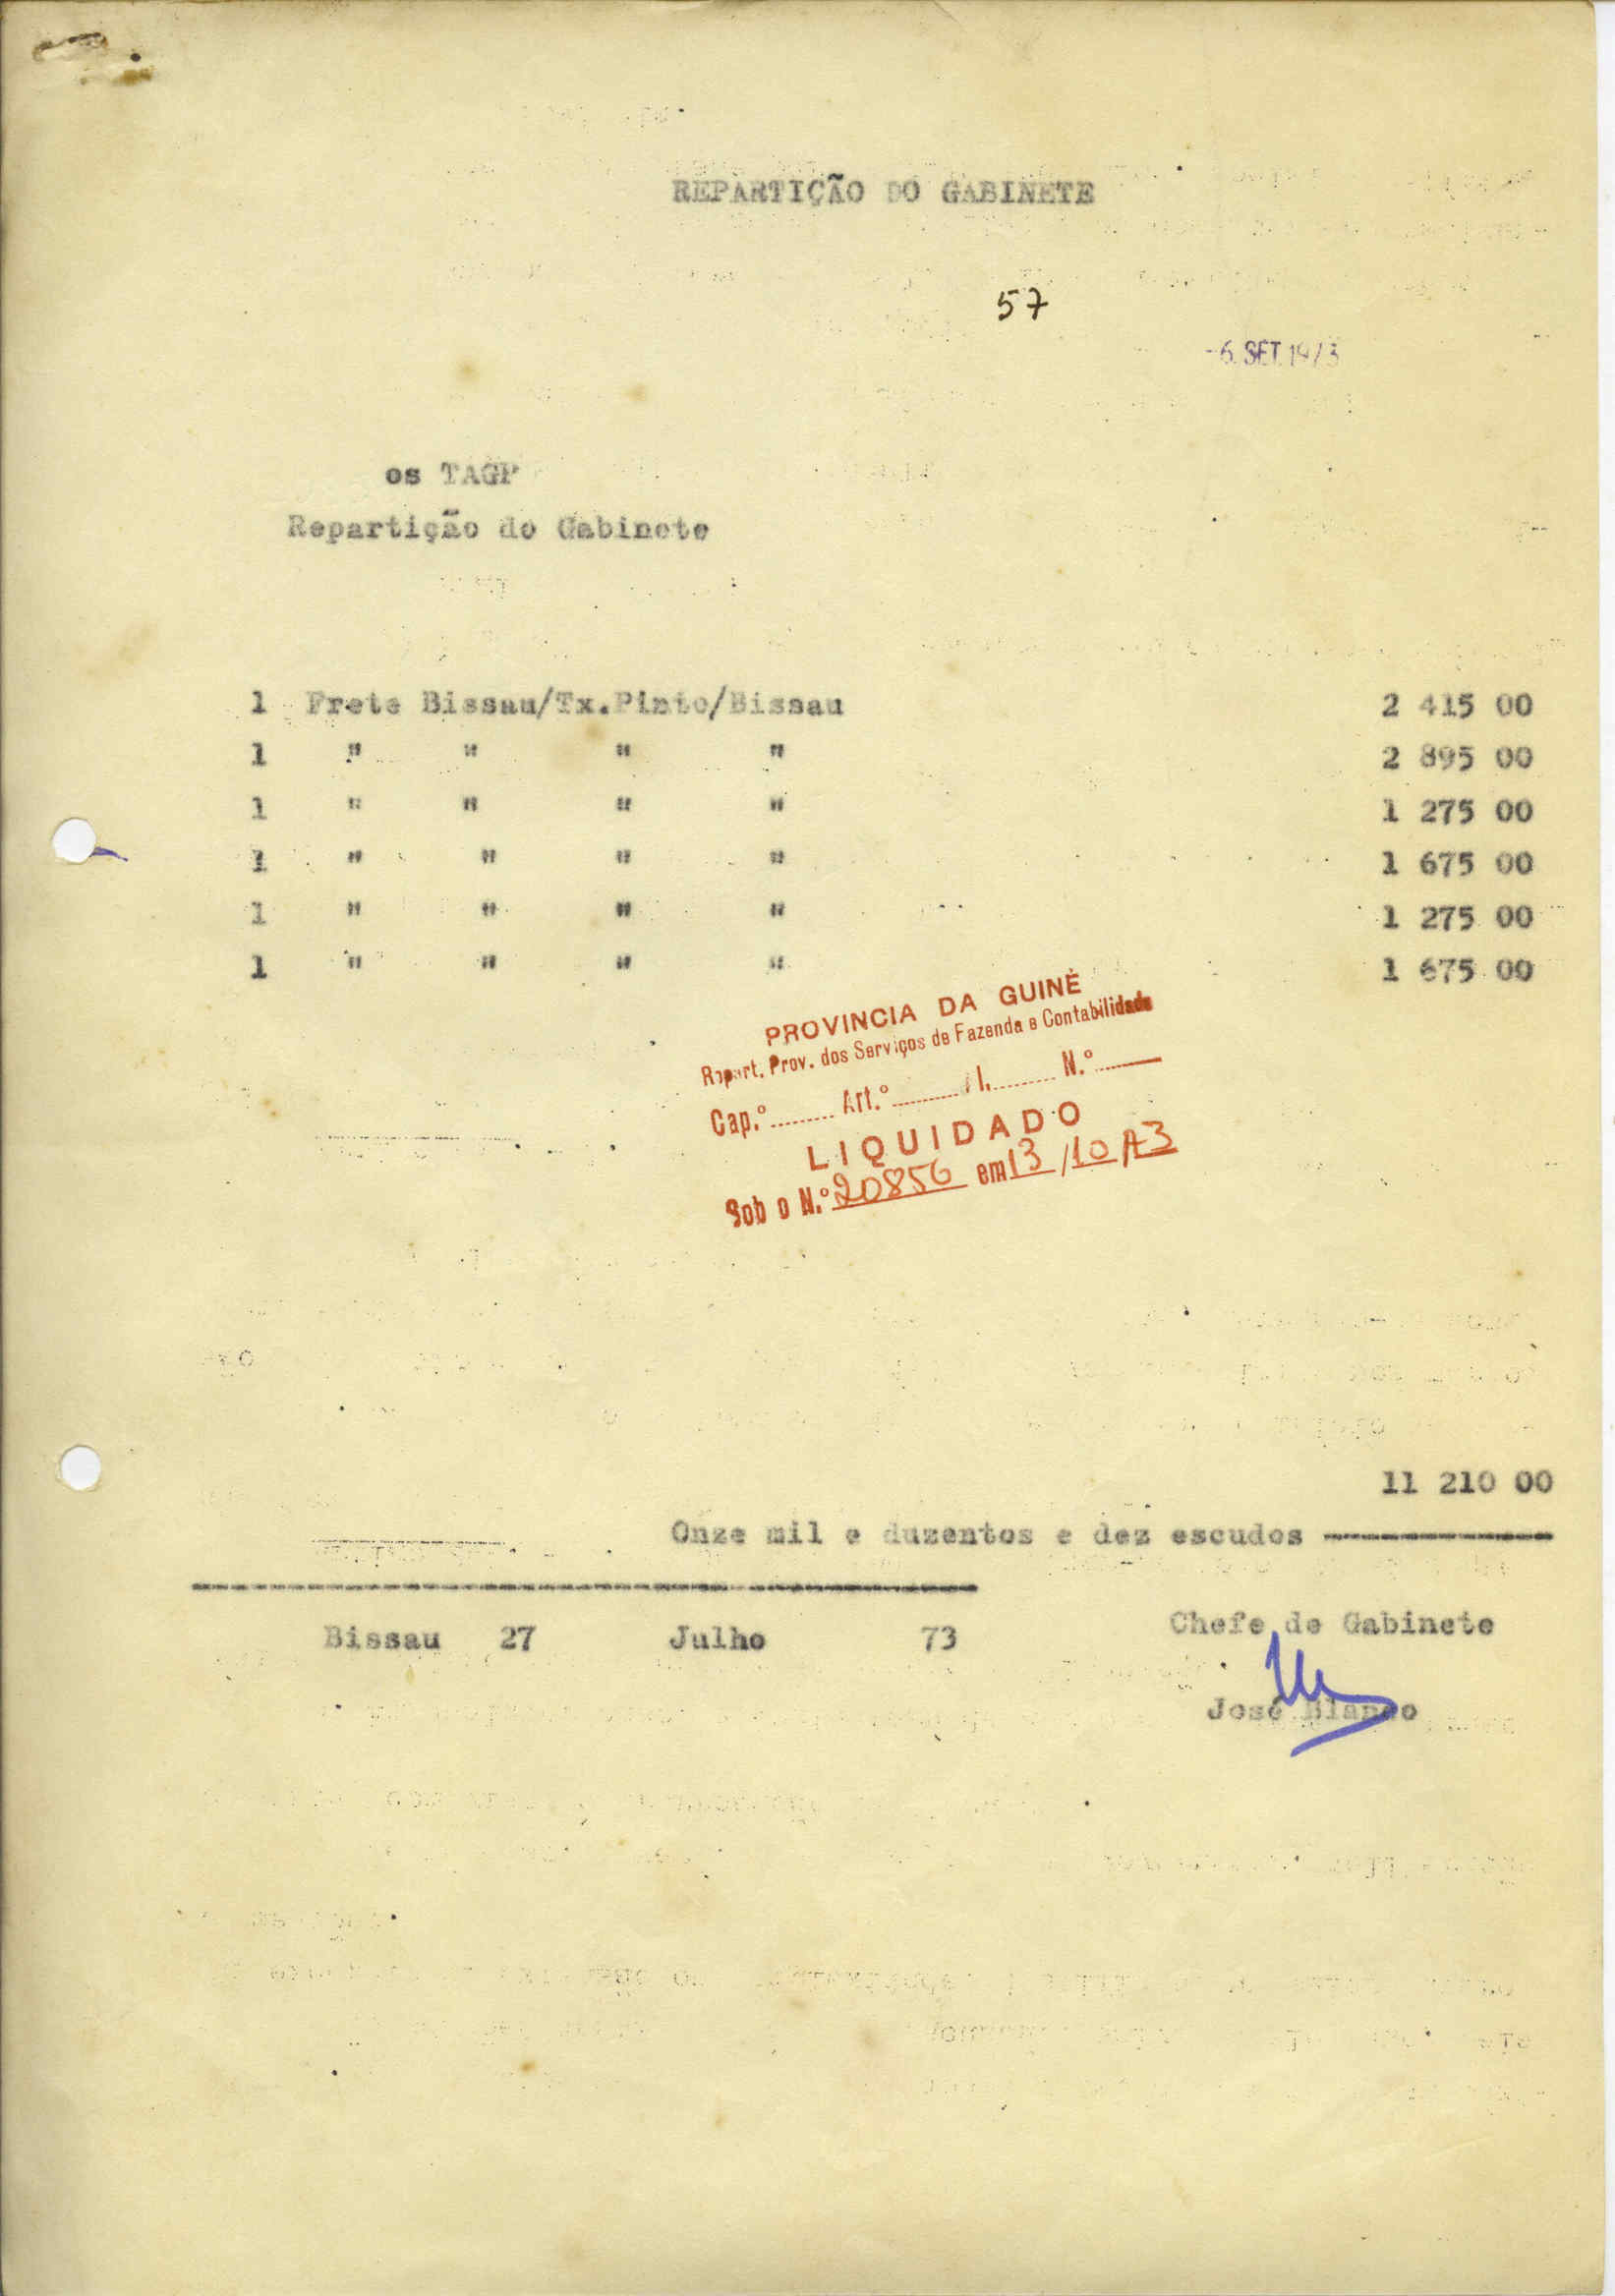 REPARTIÇÃO DO GABINETE
57
-6. SET. 1973
os TAGP
Repartição do Gabinete
1 Frete Bissau/Tx.Pinto/Bissau 2 415 00
1 " " " " 2 895 00
1 " " " " 1 275 00
1 " " " " 1 675 00
1 " " " " 1 275 00
1 " " " " 1 675 00
PROVINCIA DA GUINÉ
Repart. Prov. dos Serviços de Fazenda e Contabilidade
Cap.º Art.º N.º
LIQUIDADO
Sob o N.º 20856 em 13/10/73
11 210 00
Onze mil e duzentos e dez escudos
Bissau 27 Julho 73
Chefe de Gabinete
José Blanco